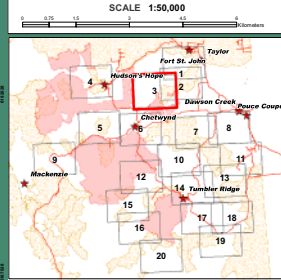 SCALE 1:50,000
0 0.75 1.5 3 4.5 6
Kilometers
Taylor
Fort St. John
1
4
Hudson's Hope
2
3
Dawson Creek
Pouce Coupe
Chetwynd
5
6
7
8
9
10
11
Mackenzie
12
13
14
Tumbler Ridge
15
16
17
18
19
20